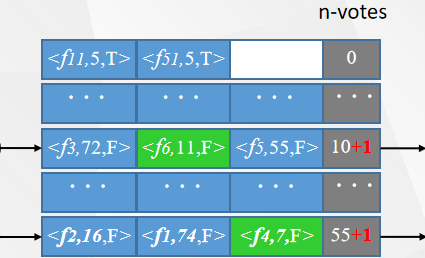 n-votes
<f11,5,T> <f51,5,T> 0
· · · · · · · · · · · ·
<f3,72,F> <f6,11,F> <f5,55,F> 10+1
· · · · · · · · · · · ·
<f2,16,F> <f1,74,F> <f4,7,F> 55+1